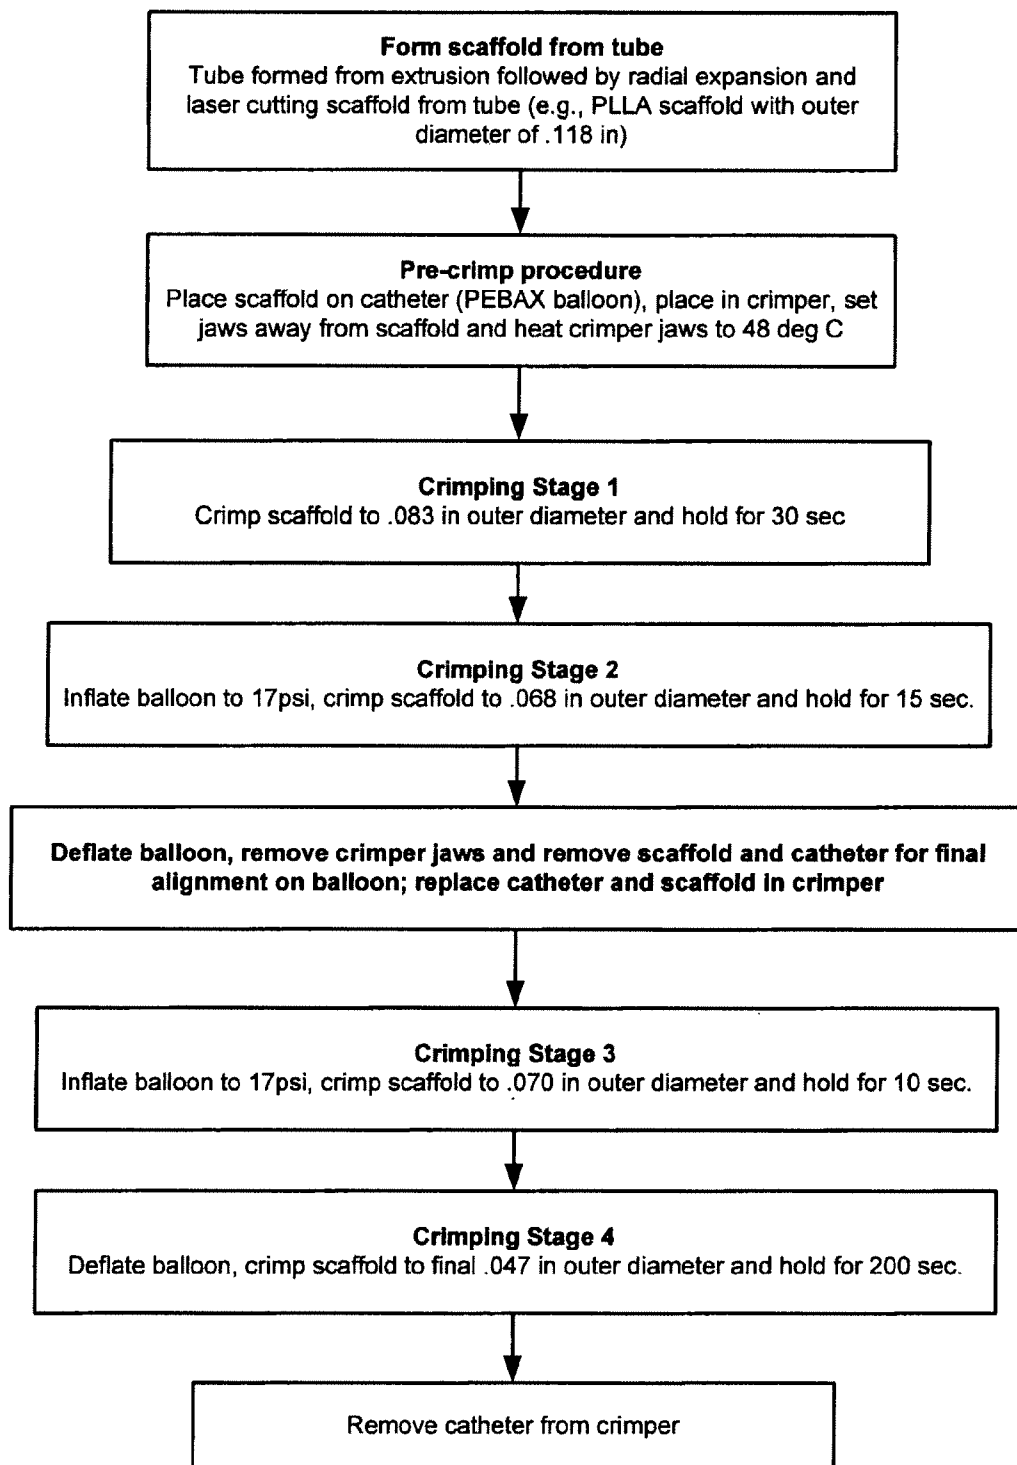 Form scaffold from tube
Tube formed from extrusion followed by radial expansion and
laser cutting scaffold from tube (e.g., PLLA scaffold with outer
diameter of .118 in)
Pre-crimp procedure
Place scaffold on catheter (PEBAX balloon), place in crimper, set
jaws away from scaffold and heat crimper jaws to 48 deg C
Crimping Stage 1
Crimp scaffold to .083 in outer diameter and hold for 30 sec
Crimping Stage 2
Inflate balloon to 17psi, crimp scaffold to .068 in outer diameter and hold for 15 sec.
Deflate balloon, remove crimper jaws and remove scaffold and catheter for final
alignment on balloon; replace catheter and scaffold in crimper
Crimping Stage 3
Inflate balloon to 17psi, crimp scaffold to .070 in outer diameter and hold for 10 sec.
Crimping Stage 4
Deflate balloon, crimp scaffold to final .047 in outer diameter and hold for 200 sec.
Remove catheter from crimper